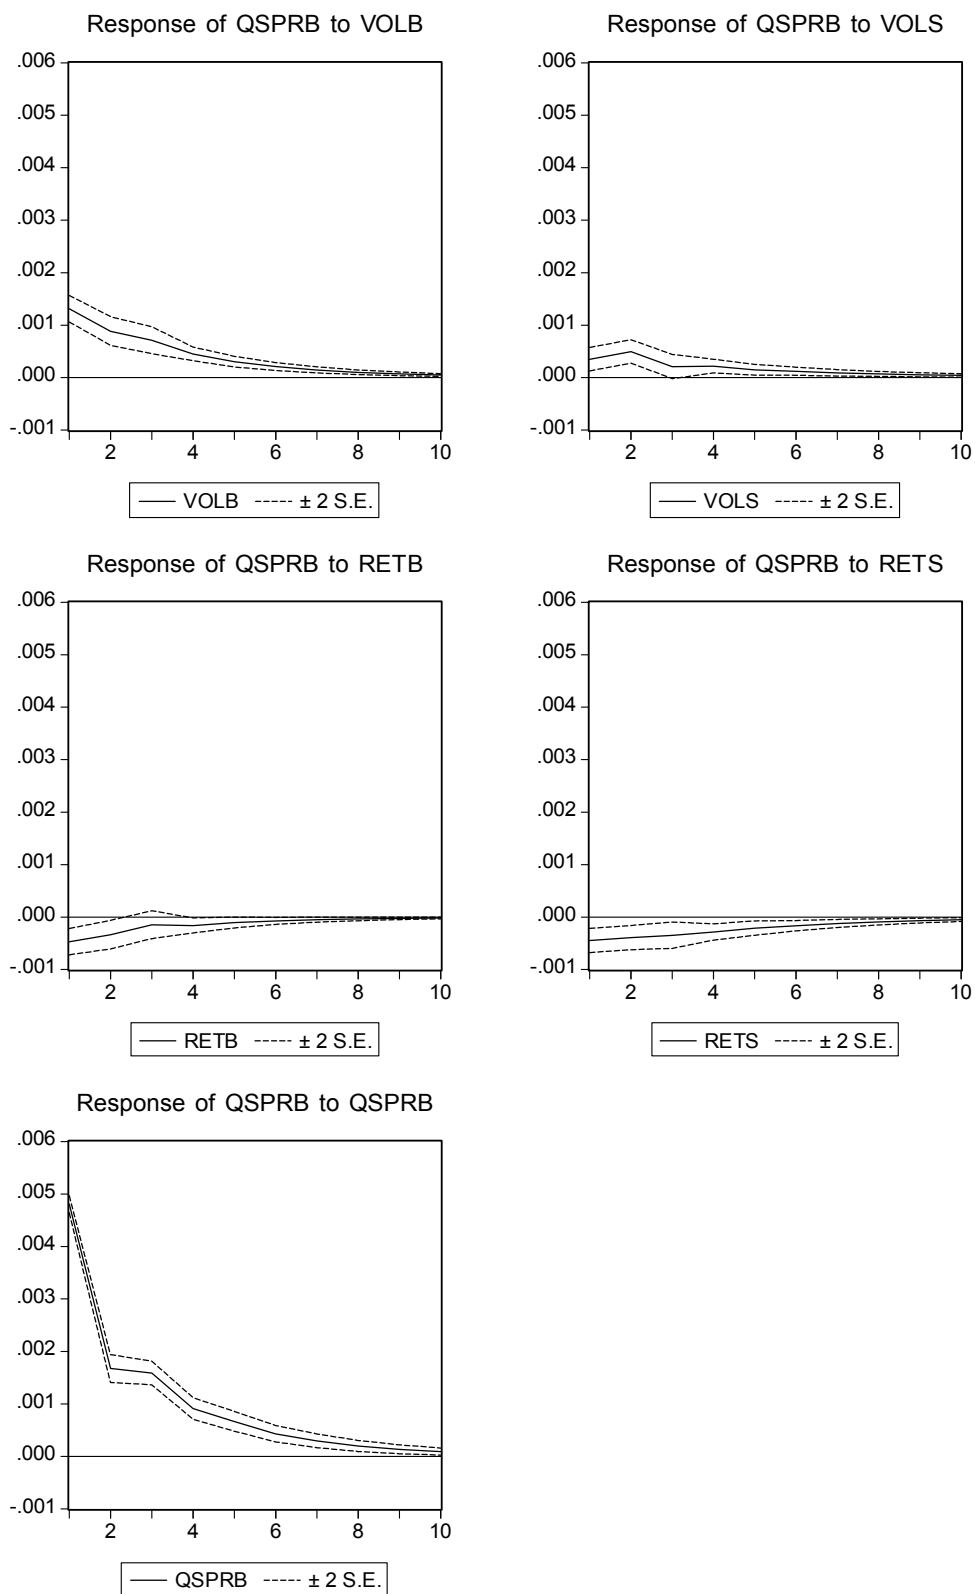 Response of QSPRB to VOLB
.006
.005
.004
.003
.002
.001
.000
-.001
2 4 6 8 10
VOLB ± 2 S.E.
Response of QSPRB to VOLS
.006
.005
.004
.003
.002
.001
.000
-.001
2 4 6 8 10
VOLS ± 2 S.E.
Response of QSPRB to RETB
.006
.005
.004
.003
.002
.001
.000
-.001
2 4 6 8 10
RETB ± 2 S.E.
Response of QSPRB to RETS
.006
.005
.004
.003
.002
.001
.000
-.001
2 4 6 8 10
RETS ± 2 S.E.
Response of QSPRB to QSPRB
.006
.005
.004
.003
.002
.001
.000
-.001
2 4 6 8 10
QSPRB ± 2 S.E.